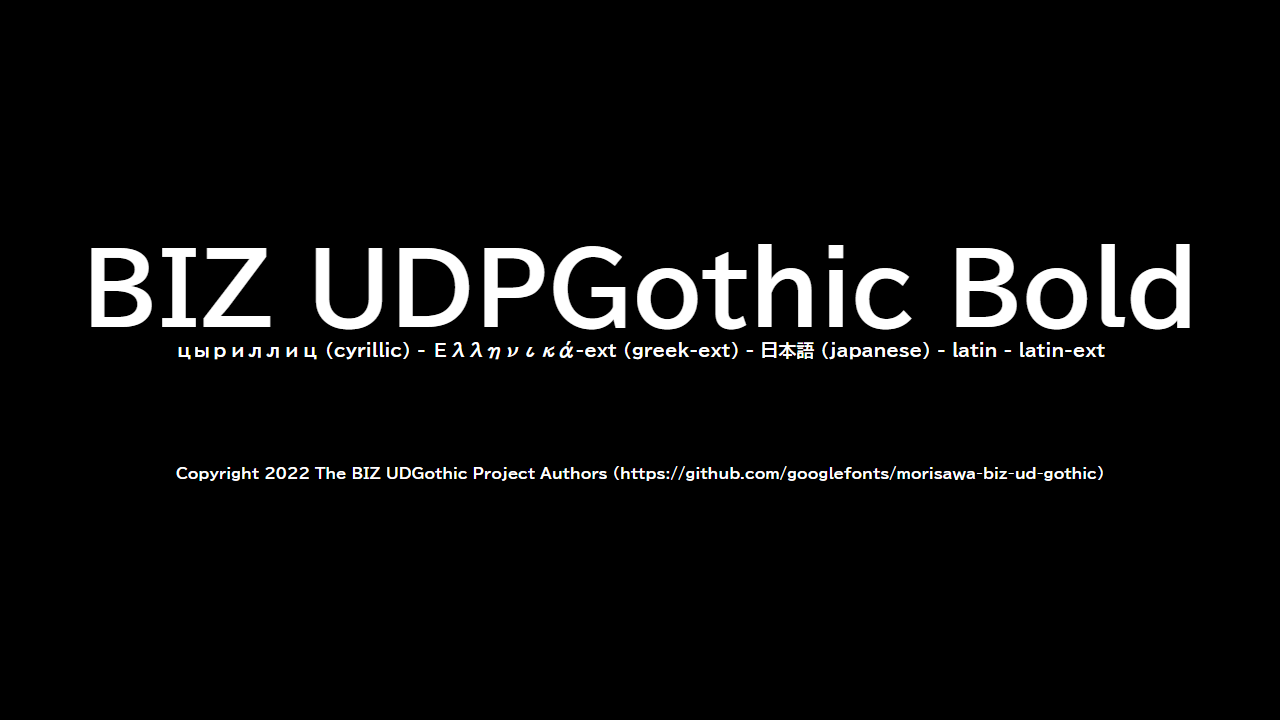 BIZ UDPGothic Bold
цыриллиц (cyrillic) - Ελληνικά-ext (greek-ext) - 日本語 (japanese) - latin - latin-ext
Copyright 2022 The BIZ UDGothic Project Authors (https://github.com/googlefonts/morisawa-biz-ud-gothic)